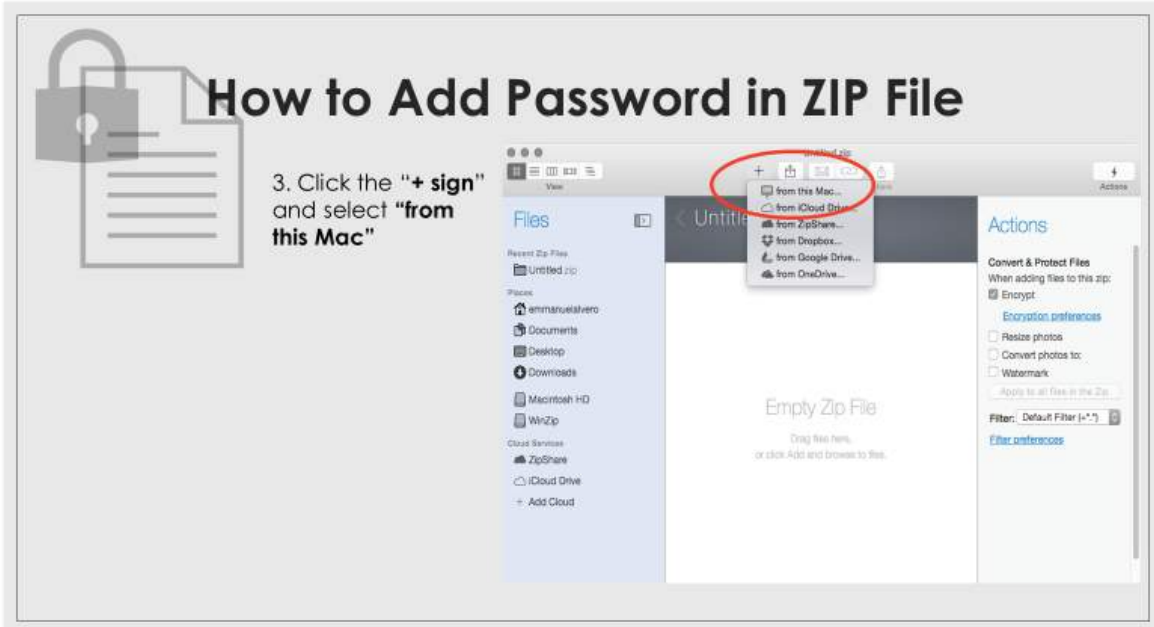 How to Add Password in ZIP File
3. Click the "+ sign"
and select "from
this Mac"
Untitled.zip
View
Actions
+
from this Mac...
from iCloud Drive...
from ZipShare...
from Dropbox...
from Google Drive...
from OneDrive...
Files
Recent Zip Files
Untitled.zip
Places
emmanuelalvero
Documents
Desktop
Downloads
Macintosh HD
WinZip
Cloud Services
ZipShare
iCloud Drive
+ Add Cloud
< Untitle
Empty Zip File
Drag files here,
or click Add and browse to files.
Actions
Convert & Protect Files
When adding files to this zip:
Encrypt
Encryption preferences
Resize photos
Convert photos to:
Watermark
Apply to all files in the Zip
Filter: Default Filter (+*.*)
Filter preferences